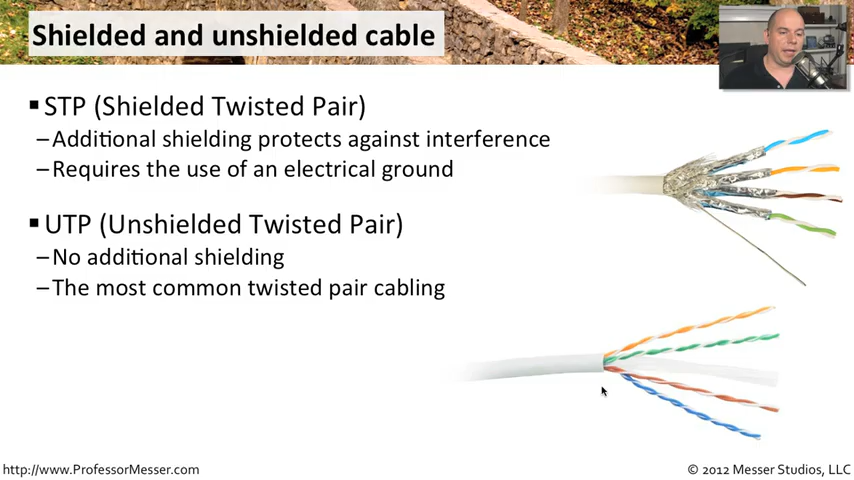 Shielded and unshielded cable
▪STP (Shielded Twisted Pair)
–Additional shielding protects against interference
–Requires the use of an electrical ground
▪UTP (Unshielded Twisted Pair)
–No additional shielding
–The most common twisted pair cabling
http://www.ProfessorMesser.com
© 2012 Messer Studios, LLC